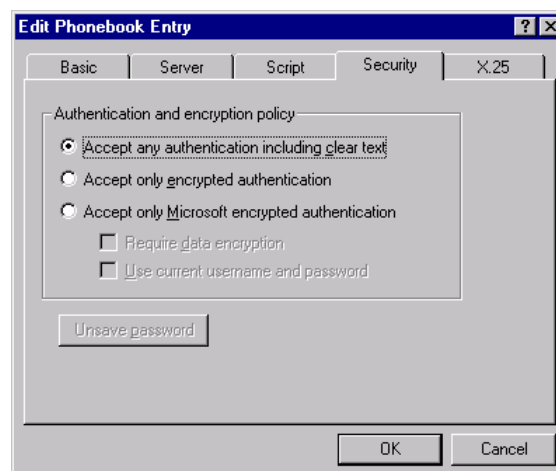 Edit Phonebook Entry
Basic Server Script Security X.25
Authentication and encryption policy
Accept any authentication including clear text
Accept only encrypted authentication
Accept only Microsoft encrypted authentication
Require data encryption
Use current username and password
Unsave password
OK Cancel